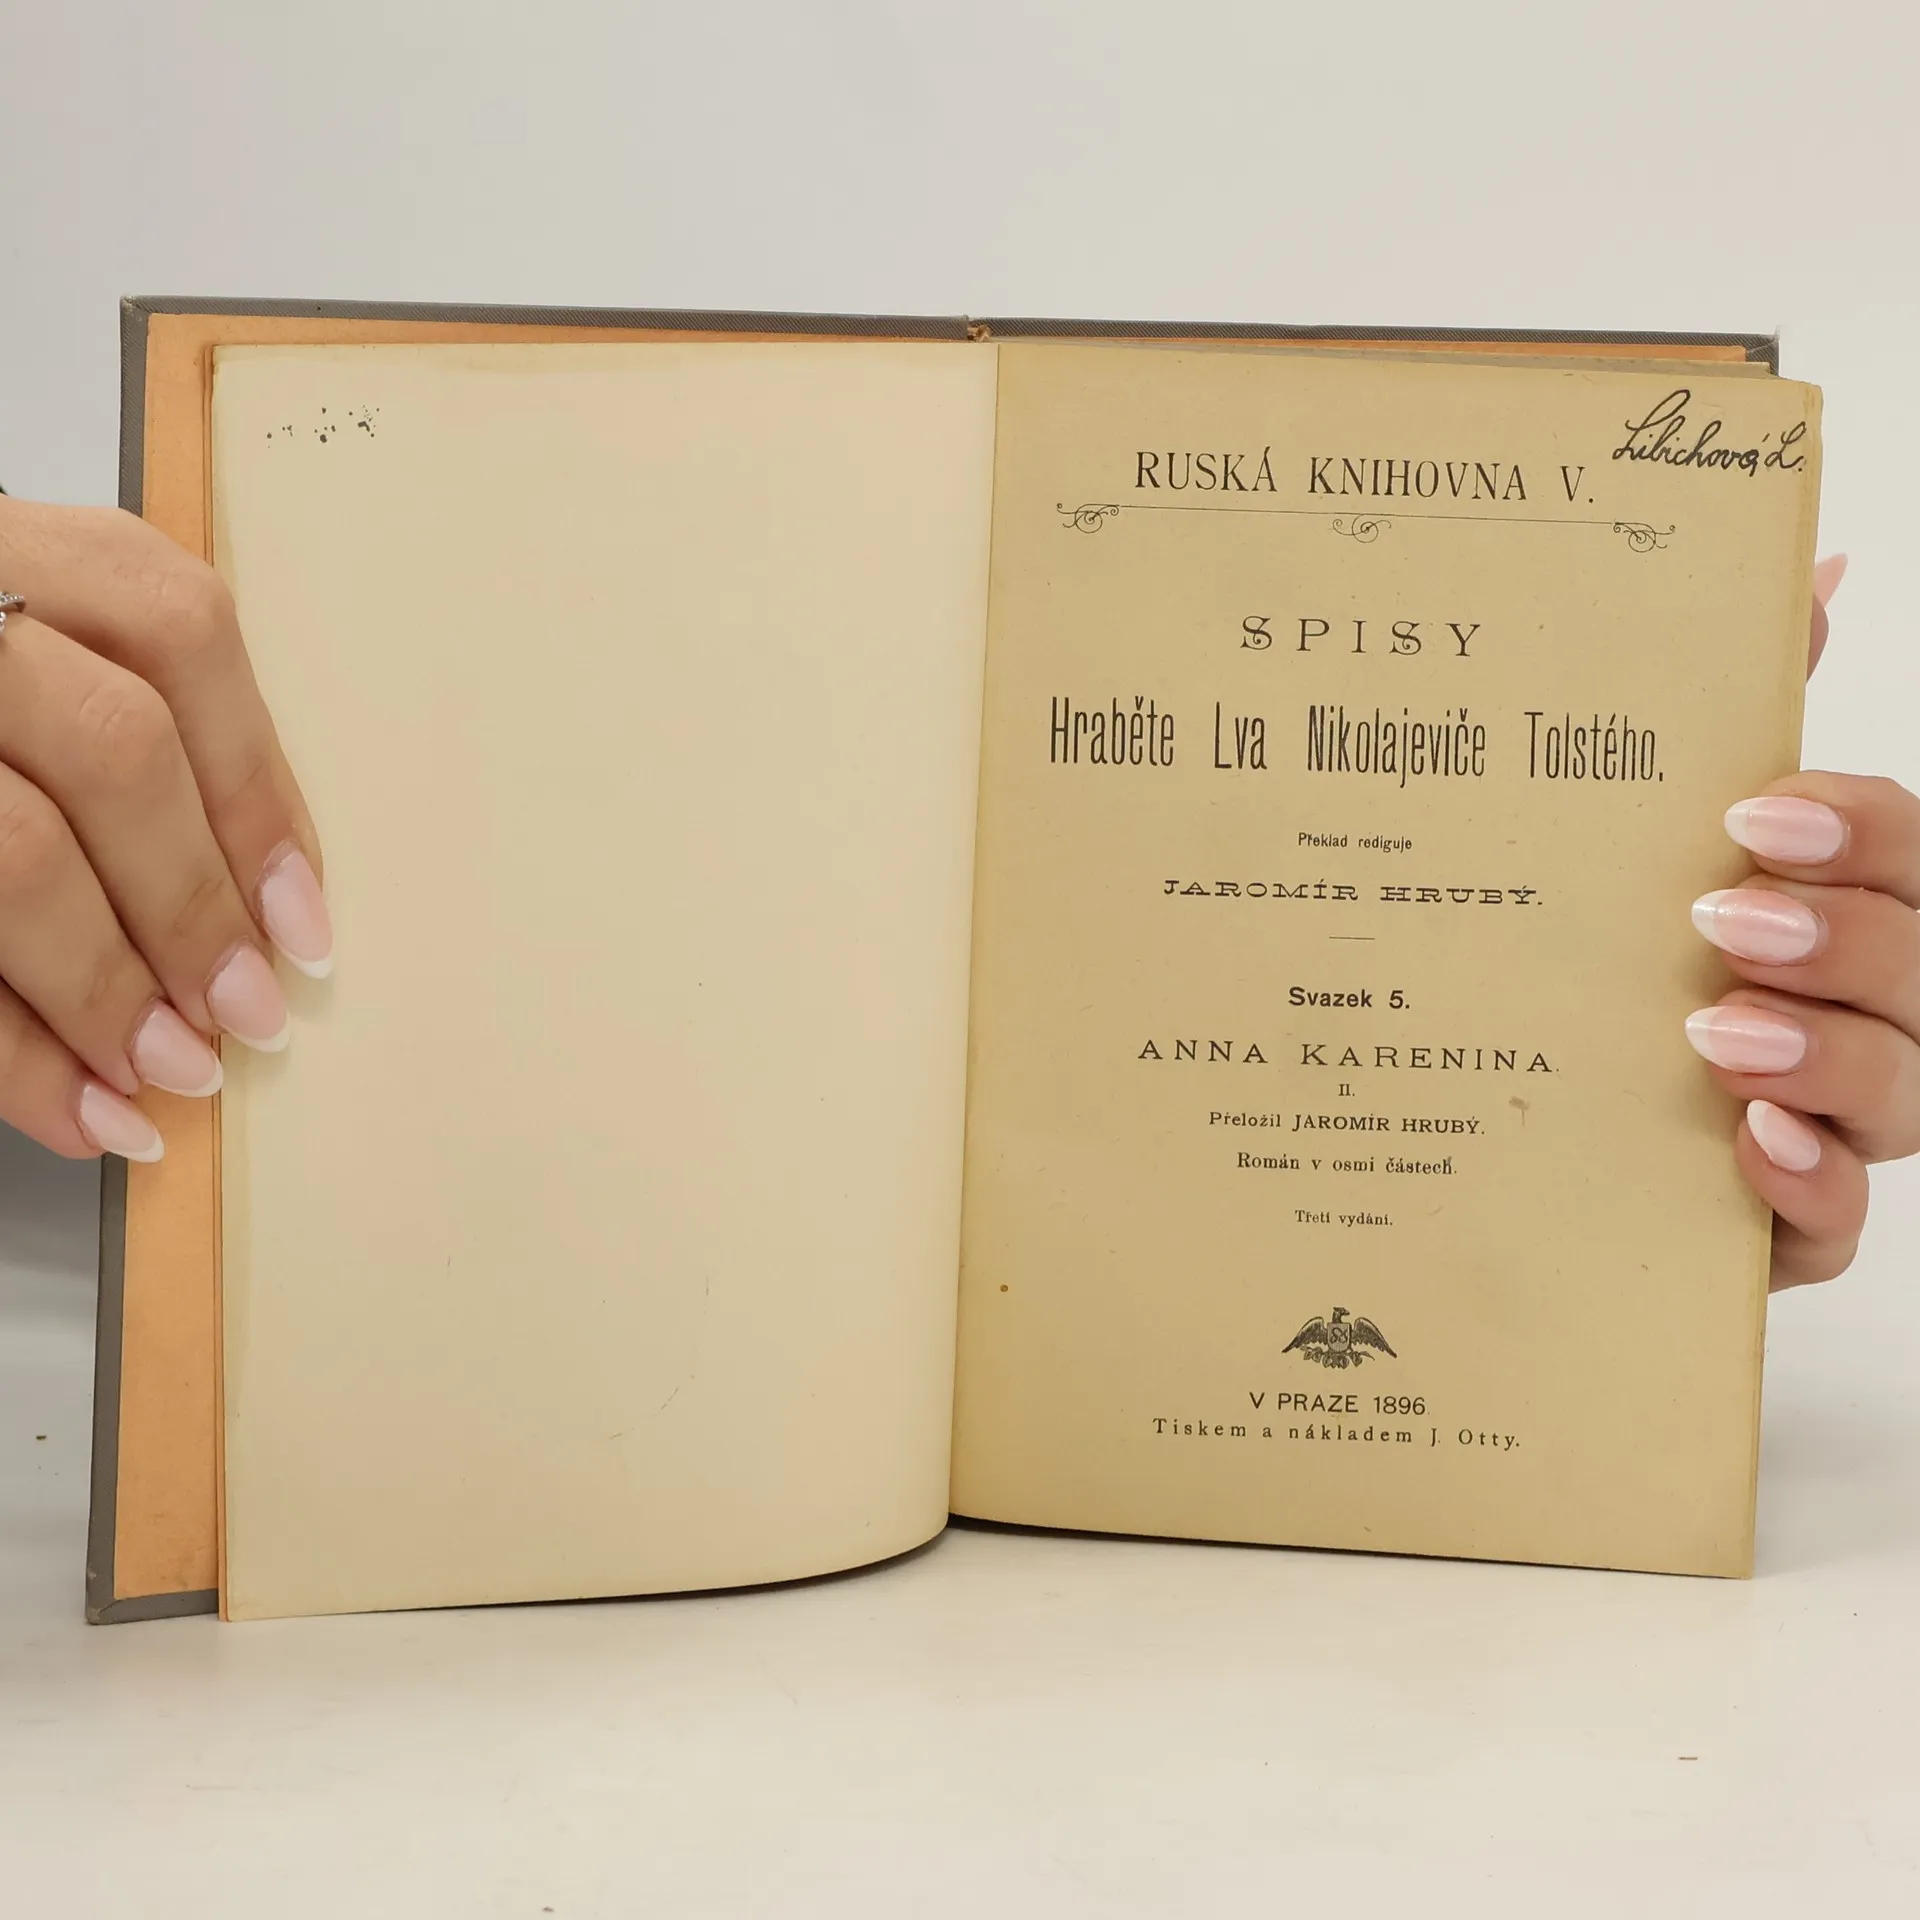 Libichová L.
RUSKÁ KNIHOVNA V.
SPISY
Hraběte Lva Nikolajeviče Tolstého.
Překlad rediguje
JAROMÍR HRUBÝ.
Svazek 5.
ANNA KARENINA.
II.
Přeložil JAROMÍR HRUBÝ.
Román v osmi částech.
Třetí vydání.
V PRAZE 1896.
Tiskem a nákladem J. Otty.